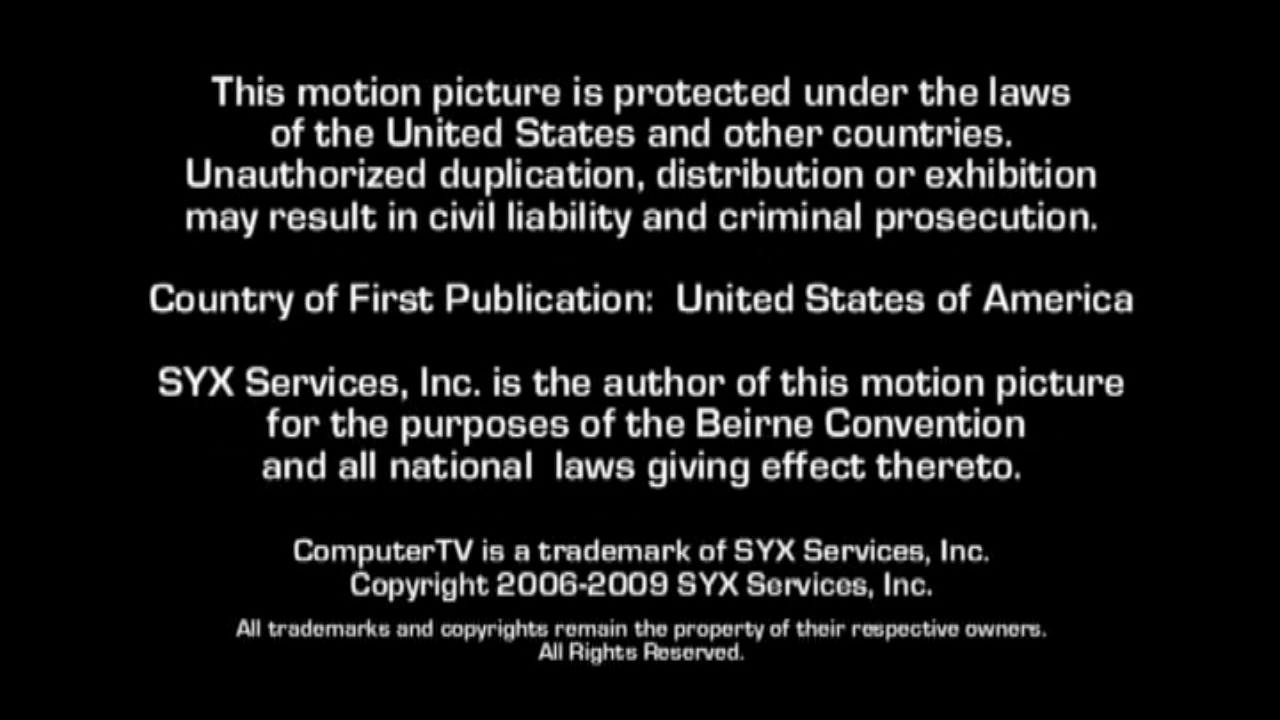 This motion picture is protected under the laws
of the United States and other countries.
Unauthorized duplication, distribution or exhibition
may result in civil liability and criminal prosecution.
Country of First Publication:  United States of America
SYX Services, Inc. is the author of this motion picture
for the purposes of the Beirne Convention
and all national  laws giving effect thereto.
ComputerTV is a trademark of SYX Services, Inc.
Copyright 2006-2009 SYX Services, Inc.
All trademarks and copyrights remain the property of their respective owners.
All Rights Reserved.